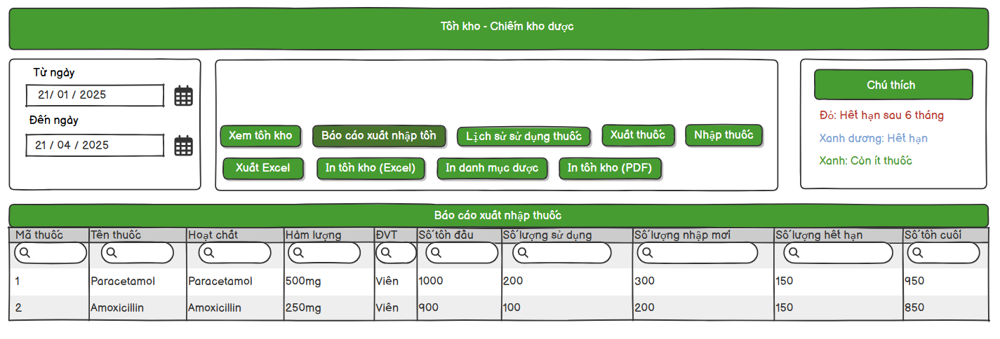 Tồn kho - Chiếm kho dược
Từ ngày
21/ 01 / 2025
Đến ngày
21 / 04 / 2025
Xem tồn kho
Báo cáo xuất nhập tồn
Lịch sử sử dụng thuốc
Xuất thuốc
Nhập thuốc
Xuất Excel
In tồn kho (Excel)
In danh mục dược
In tồn kho (PDF)
Chú thích
Đỏ: Hết hạn sau 6 tháng
Xanh dương: Hết hạn
Xanh: Còn ít thuốc
Báo cáo xuất nhập thuốc
Mã thuốc Tên thuốc Hoạt chất Hàm lượng ĐVT Số tồn đầu Số lượng sử dụng Số lượng nhập mới Số lượng hết hạn Số tồn cuối
1 Paracetamol Paracetamol 500mg Viên 1000 200 300 150 950
2 Amoxicillin Amoxicillin 250mg Viên 900 100 200 150 850